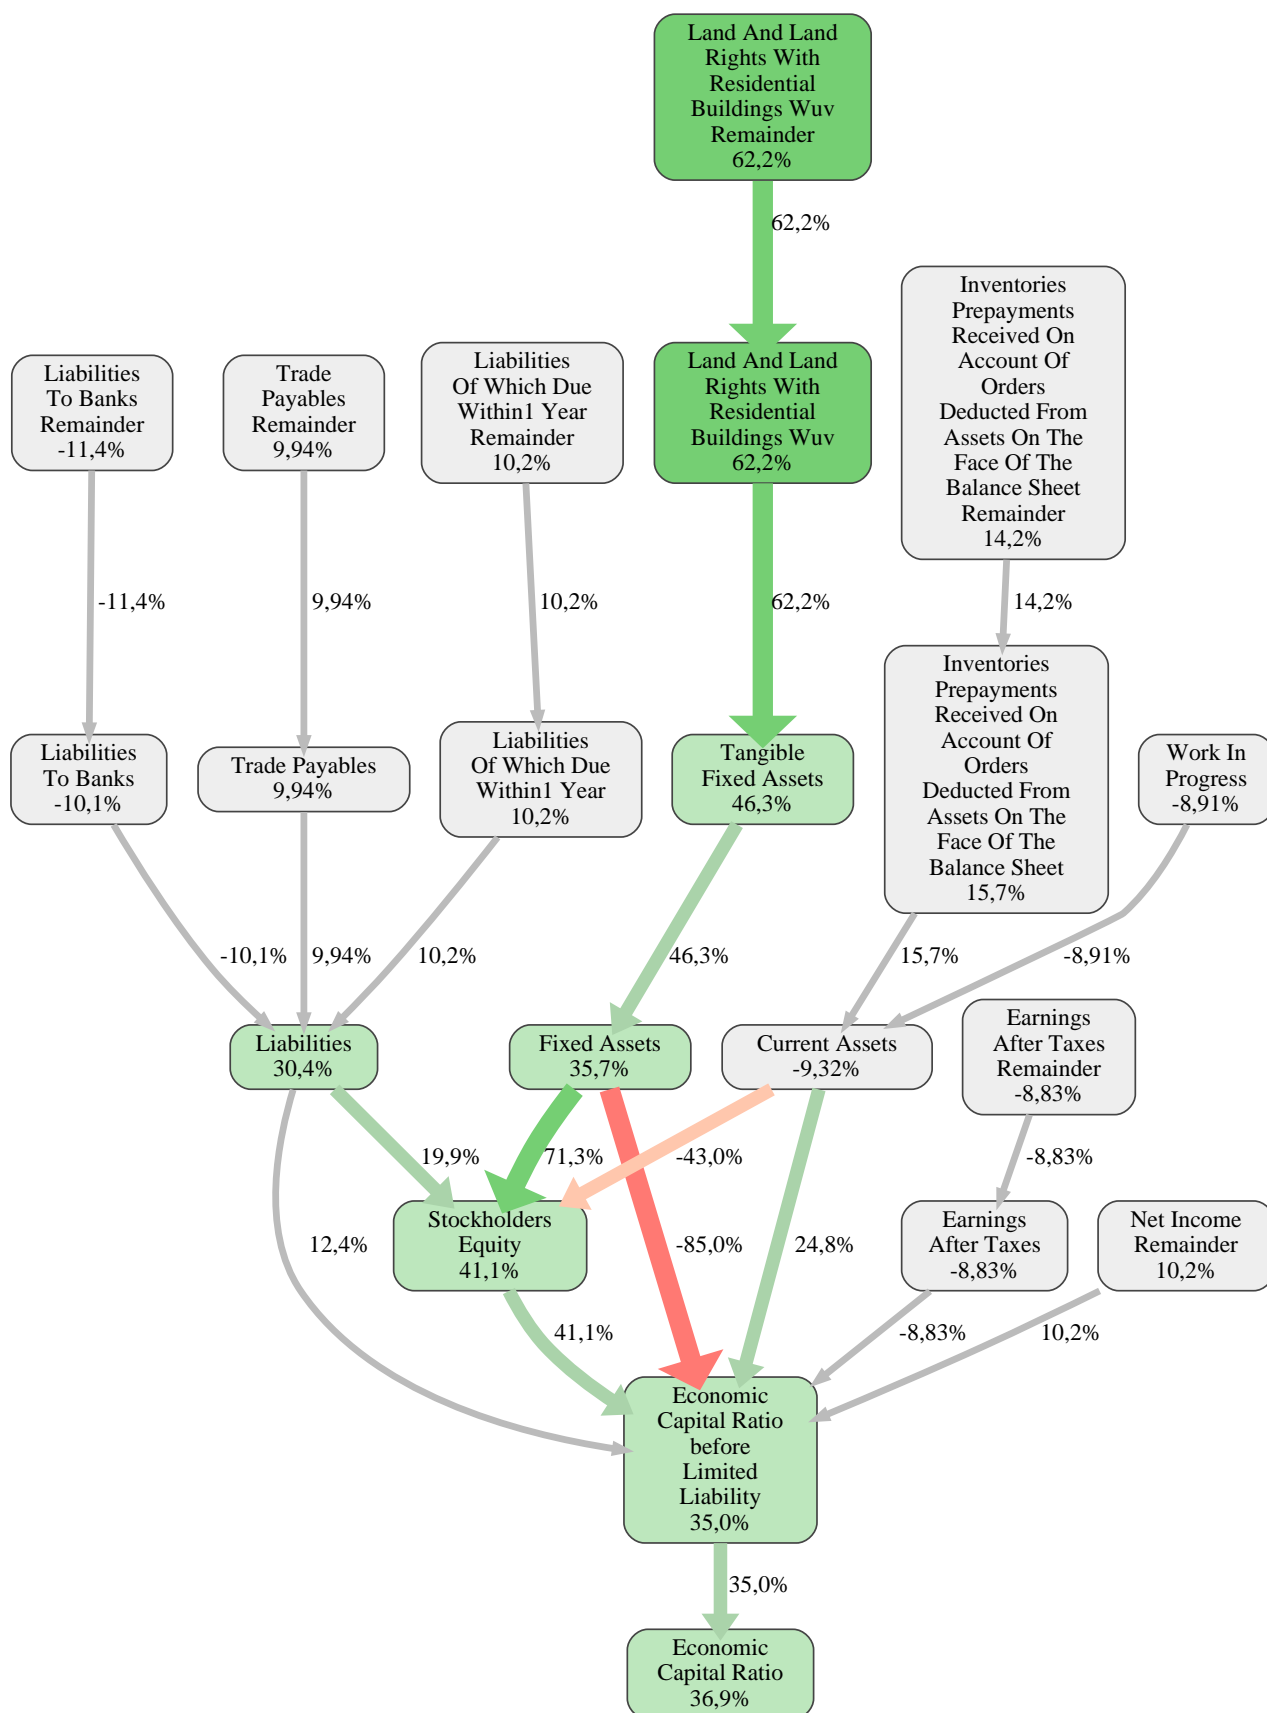 Land And Land
Rights With
Residential
Buildings Wuv
Remainder
62,2%
62,2%
Inventories
Prepayments
Received On
Account Of
Orders
Deducted From
Assets On The
Face Of The
Balance Sheet
Remainder
14,2%
Liabilities
To Banks
Remainder
-11,4%
Trade
Payables
Remainder
9,94%
Liabilities
Of Which Due
Within1 Year
Remainder
10,2%
Land And Land
Rights With
Residential
Buildings Wuv
62,2%
-11,4%
9,94%
10,2%
62,2%
14,2%
Liabilities
To Banks
-10,1%
Trade Payables
9,94%
Liabilities
Of Which Due
Within1 Year
10,2%
Tangible
Fixed Assets
46,3%
Inventories
Prepayments
Received On
Account Of
Orders
Deducted From
Assets On The
Face Of The
Balance Sheet
15,7%
Work In
Progress
-8,91%
-10,1%
9,94%
10,2%
46,3%
15,7%
-8,91%
Liabilities
30,4%
Fixed Assets
35,7%
Current Assets
-9,32%
Earnings
After Taxes
Remainder
-8,83%
19,9%
71,3%
-43,0%
-8,83%
Stockholders
Equity
41,1%
12,4%
-85,0%
24,8%
Earnings
After Taxes
-8,83%
Net Income
Remainder
10,2%
41,1%
-8,83%
10,2%
Economic
Capital Ratio
before
Limited
Liability
35,0%
35,0%
Economic
Capital Ratio
36,9%